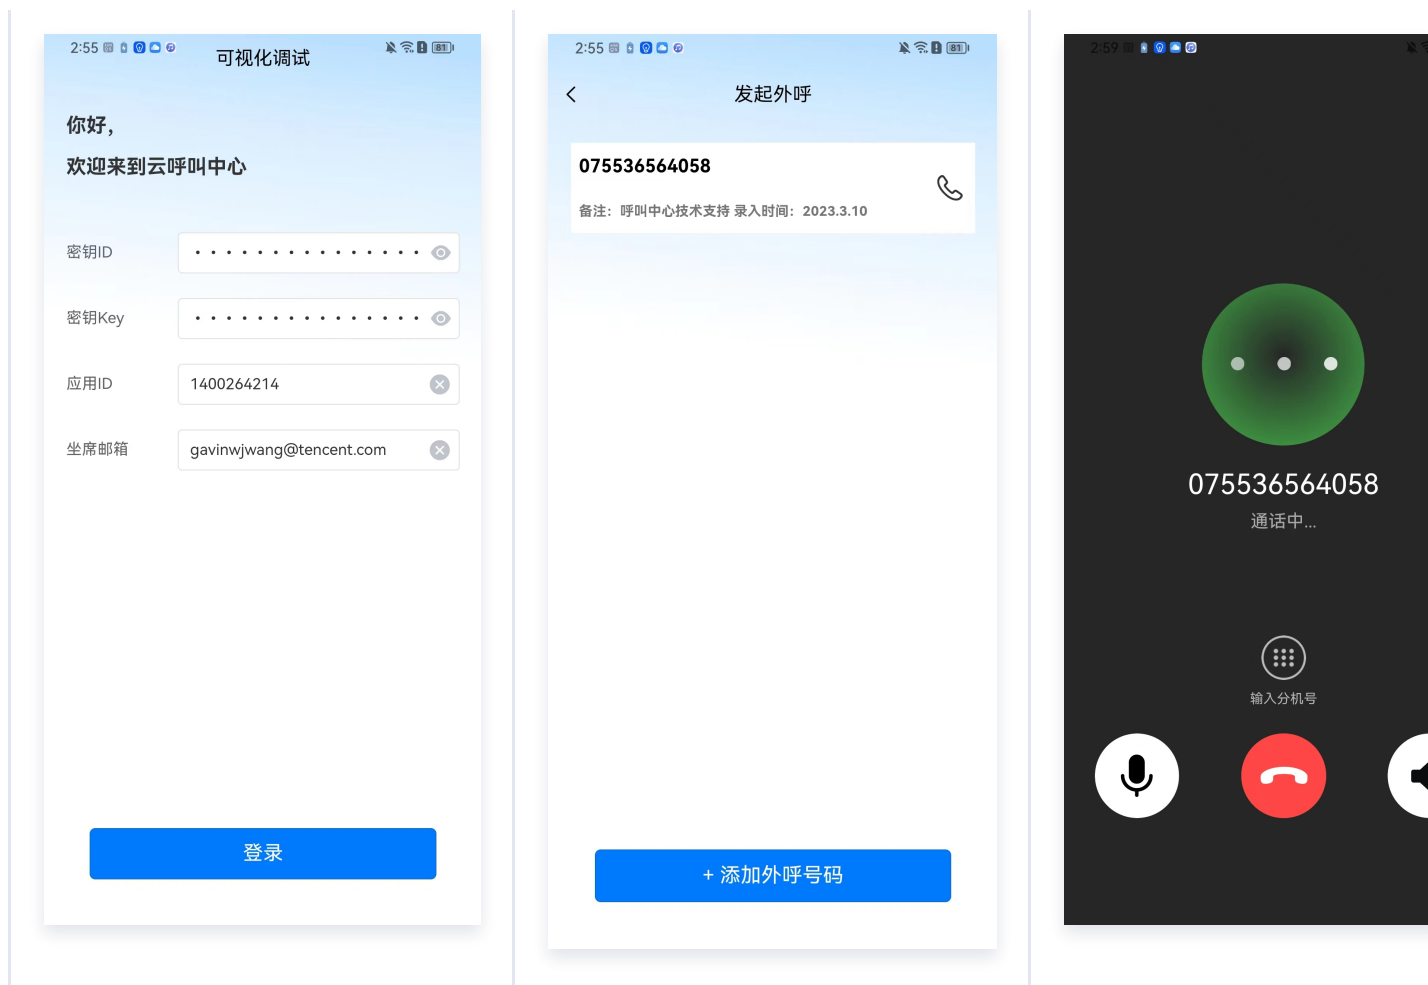 2:55
81
可视化调试
你好，
欢迎来到云呼叫中心
密钥ID
密钥Key
应用ID
1400264214
坐席邮箱
gavinwjwang@tencent.com
登录
2:55
81
发起外呼
075536564058
备注：呼叫中心技术支持 录入时间：2023.3.10
+ 添加外呼号码
2:59
075536564058
通话中...
输入分机号